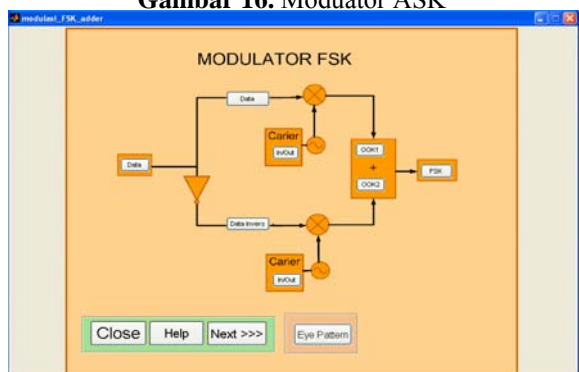 Gambar 16. Moduator ASK
modulasi_FSK_adder
MODULATOR FSK
Data
Carier
In/Out
Data
OOK1
+
OOK2
FSK
Data Invers
Carier
In/Out
Close
Help
Next >>>
Eye Pattern